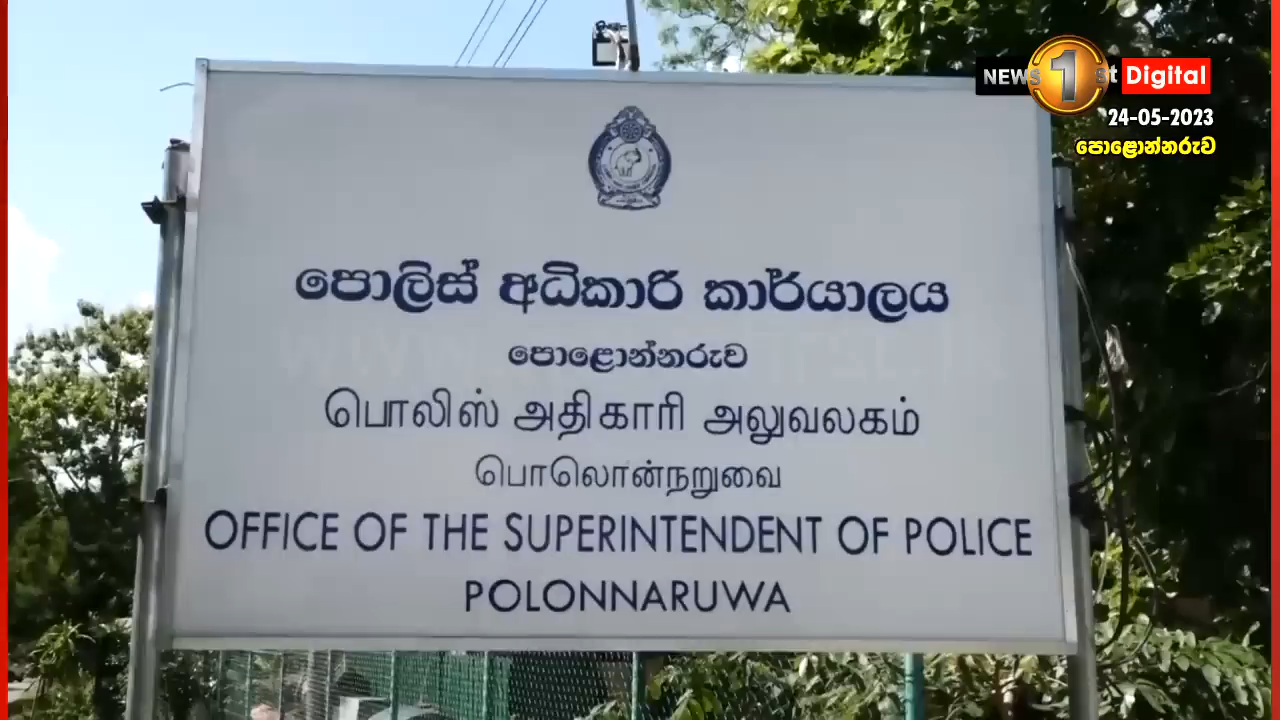 NEWS 1st Digital
24-05-2023
පොළොන්නරුව
පොලිස් අධිකාරී කාර්යාලය
පොළොන්නරුව
பொலிஸ் அதிகாரி அலுவலகம்
பொலொன்நறுவை
OFFICE OF THE SUPERINTENDENT OF POLICE
POLONNARUWA